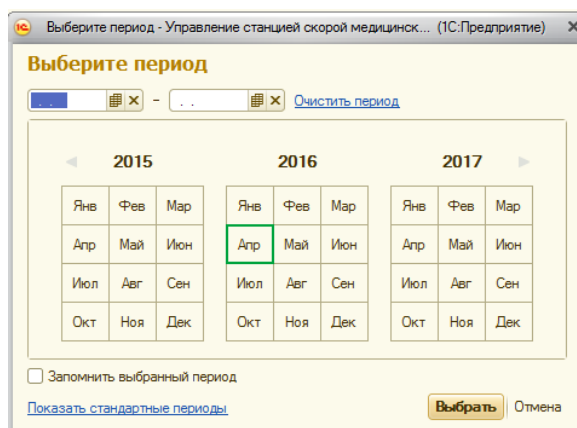 1С Выберите период - Управление станцией скорой медицинск... (1С:Предприятие) ×
Выберите период
. . × – . . × Очистить период
2015 2016 2017
Янв Фев Мар Янв Фев Мар Янв Фев Мар
Апр Май Июн Апр Май Июн Апр Май Июн
Июл Авг Сен Июл Авг Сен Июл Авг Сен
Окт Ноя Дек Окт Ноя Дек Окт Ноя Дек
Запомнить выбранный период
Показать стандартные периоды Выбрать Отмена